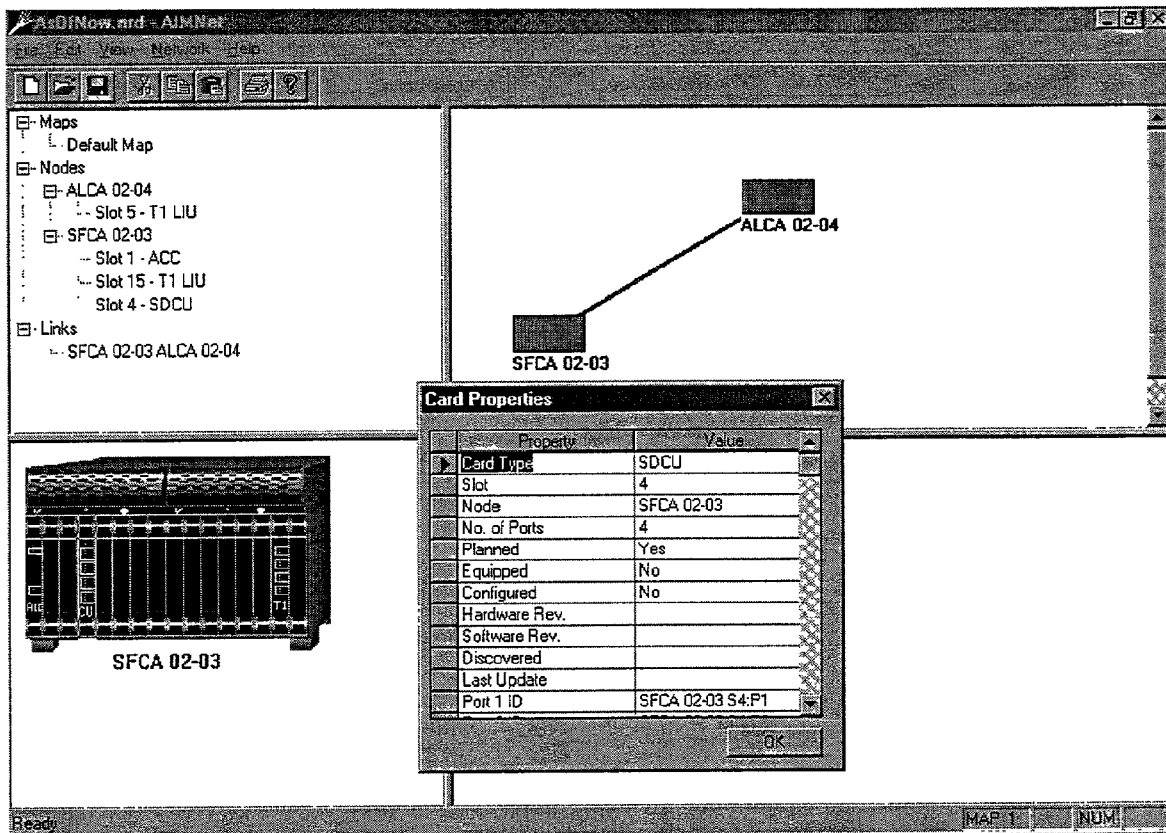 AsDINow.nrd - AIMNet
File Edit View Network Help
Maps
Default Map
Nodes
ALCA 02-04
Slot 5 - T1 LIU
SFCA 02-03
Slot 1 - ACC
Slot 15 - T1 LIU
Slot 4 - SDCU
Links
SFCA 02-03 ALCA 02-04
ALCA 02-04
SFCA 02-03
Card Properties
Property Value
Card Type SDCU
Slot 4
Node SFCA 02-03
No. of Ports 4
Planned Yes
Equipped No
Configured No
Hardware Rev.
Software Rev.
Discovered
Last Update
Port 1 ID SFCA 02-03 S4:P1
OK
CU
T1
SFCA 02-03
Ready
MAP 1 NUM